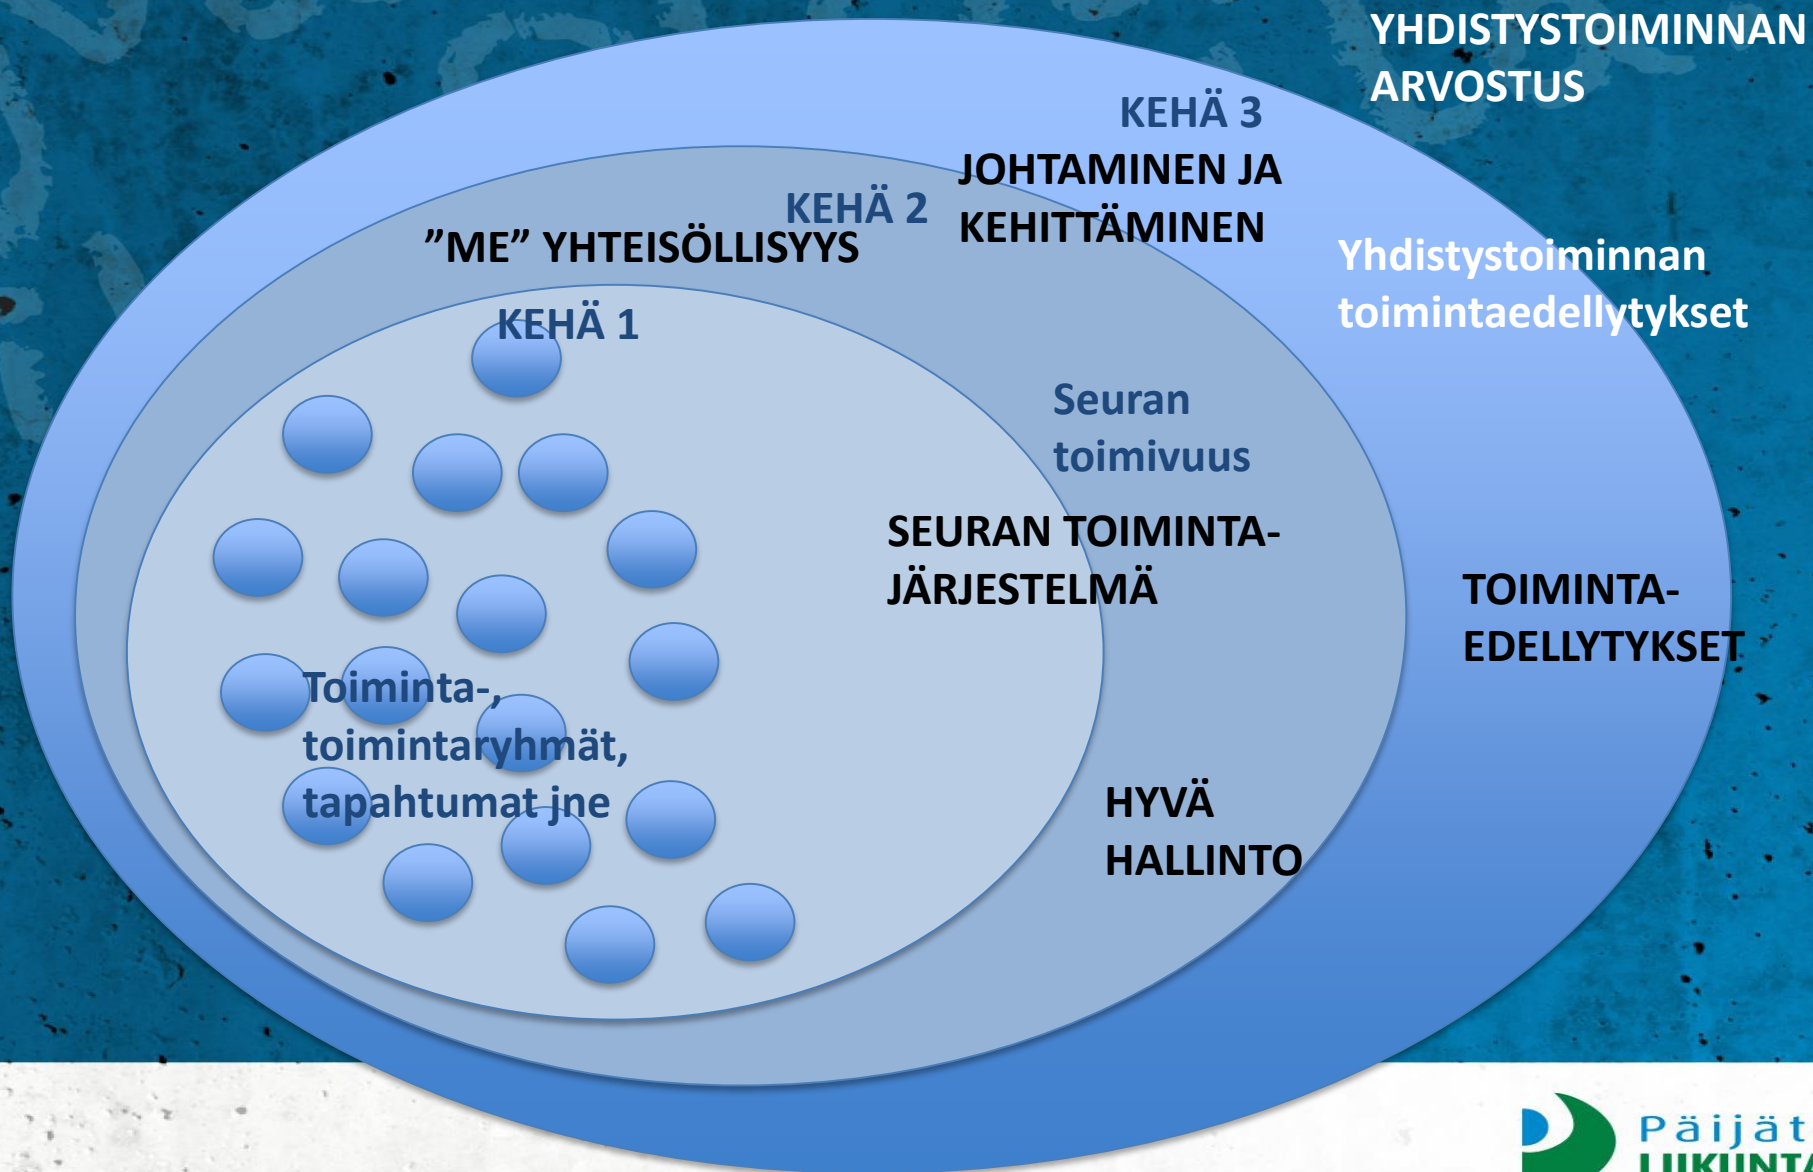 YHDISTYSTOIMINNAN
ARVOSTUS
KEHÄ 3
JOHTAMINEN JA
KEHITTÄMINEN
KEHÄ 2
”ME” YHTEISÖLLISYYS
Yhdistystoiminnan
toimintaedellytykset
KEHÄ 1
Seuran
toimivuus
SEURAN TOIMINTA-
JÄRJESTELMÄ
TOIMINTA-
EDELLYTYKSET
Toiminta-,
toimintaryhmät,
tapahtumat jne
HYVÄ
HALLINTO
Päijät
LIIKUNTA